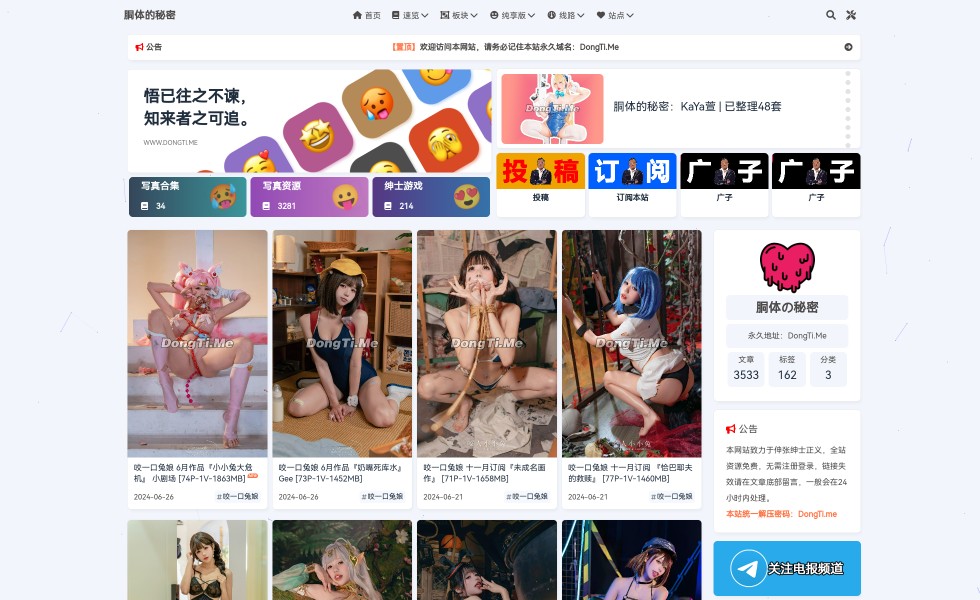 胴体的秘密
首页
速览
板块
纯享版
线路
站点
公告
【置顶】欢迎访问本网站，请务必记住本站永久域名：DongTi.Me
悟已往之不谏，
知来者之可追。
WWW.DONGTI.ME
DongTi.Me
胴体的秘密：KaYa萱 | 已整理48套
写真合集
34
写真资源
3281
绅士游戏
214
投稿
订阅
广子
广子
投稿
订阅本站
广子
广子
DongTi.Me
DongTi.Me
DongTi.Me
DongTi.Me
咬一口兔娘 6月作品『小小兔大危
机』 小剧场 [74P-1V-1863MB]
2024-06-26
#咬一口兔娘
咬一口兔娘 6月作品『奶嘴死库水』
Gee [73P-1V-1452MB]
2024-06-26
#咬一口兔娘
咬一口兔娘 十一月订阅『未成名画
作』 [71P-1V-1658MB]
2024-06-21
#咬一口兔娘
咬一口兔娘 十一月订阅 『恰巴耶夫
的救赎』 [77P-1V-1460MB]
2024-06-21
#咬一口兔娘
胴体の秘密
永久地址：DongTi.Me
文章
3533
标签
162
分类
3
公告
本网站致力于伸张绅士正义，全站
资源免费，无需注册登录，链接失
效请在文章底部留言，一般会在24
小时内处理。
本站统一解压密码：DongTi.me
关注电报频道